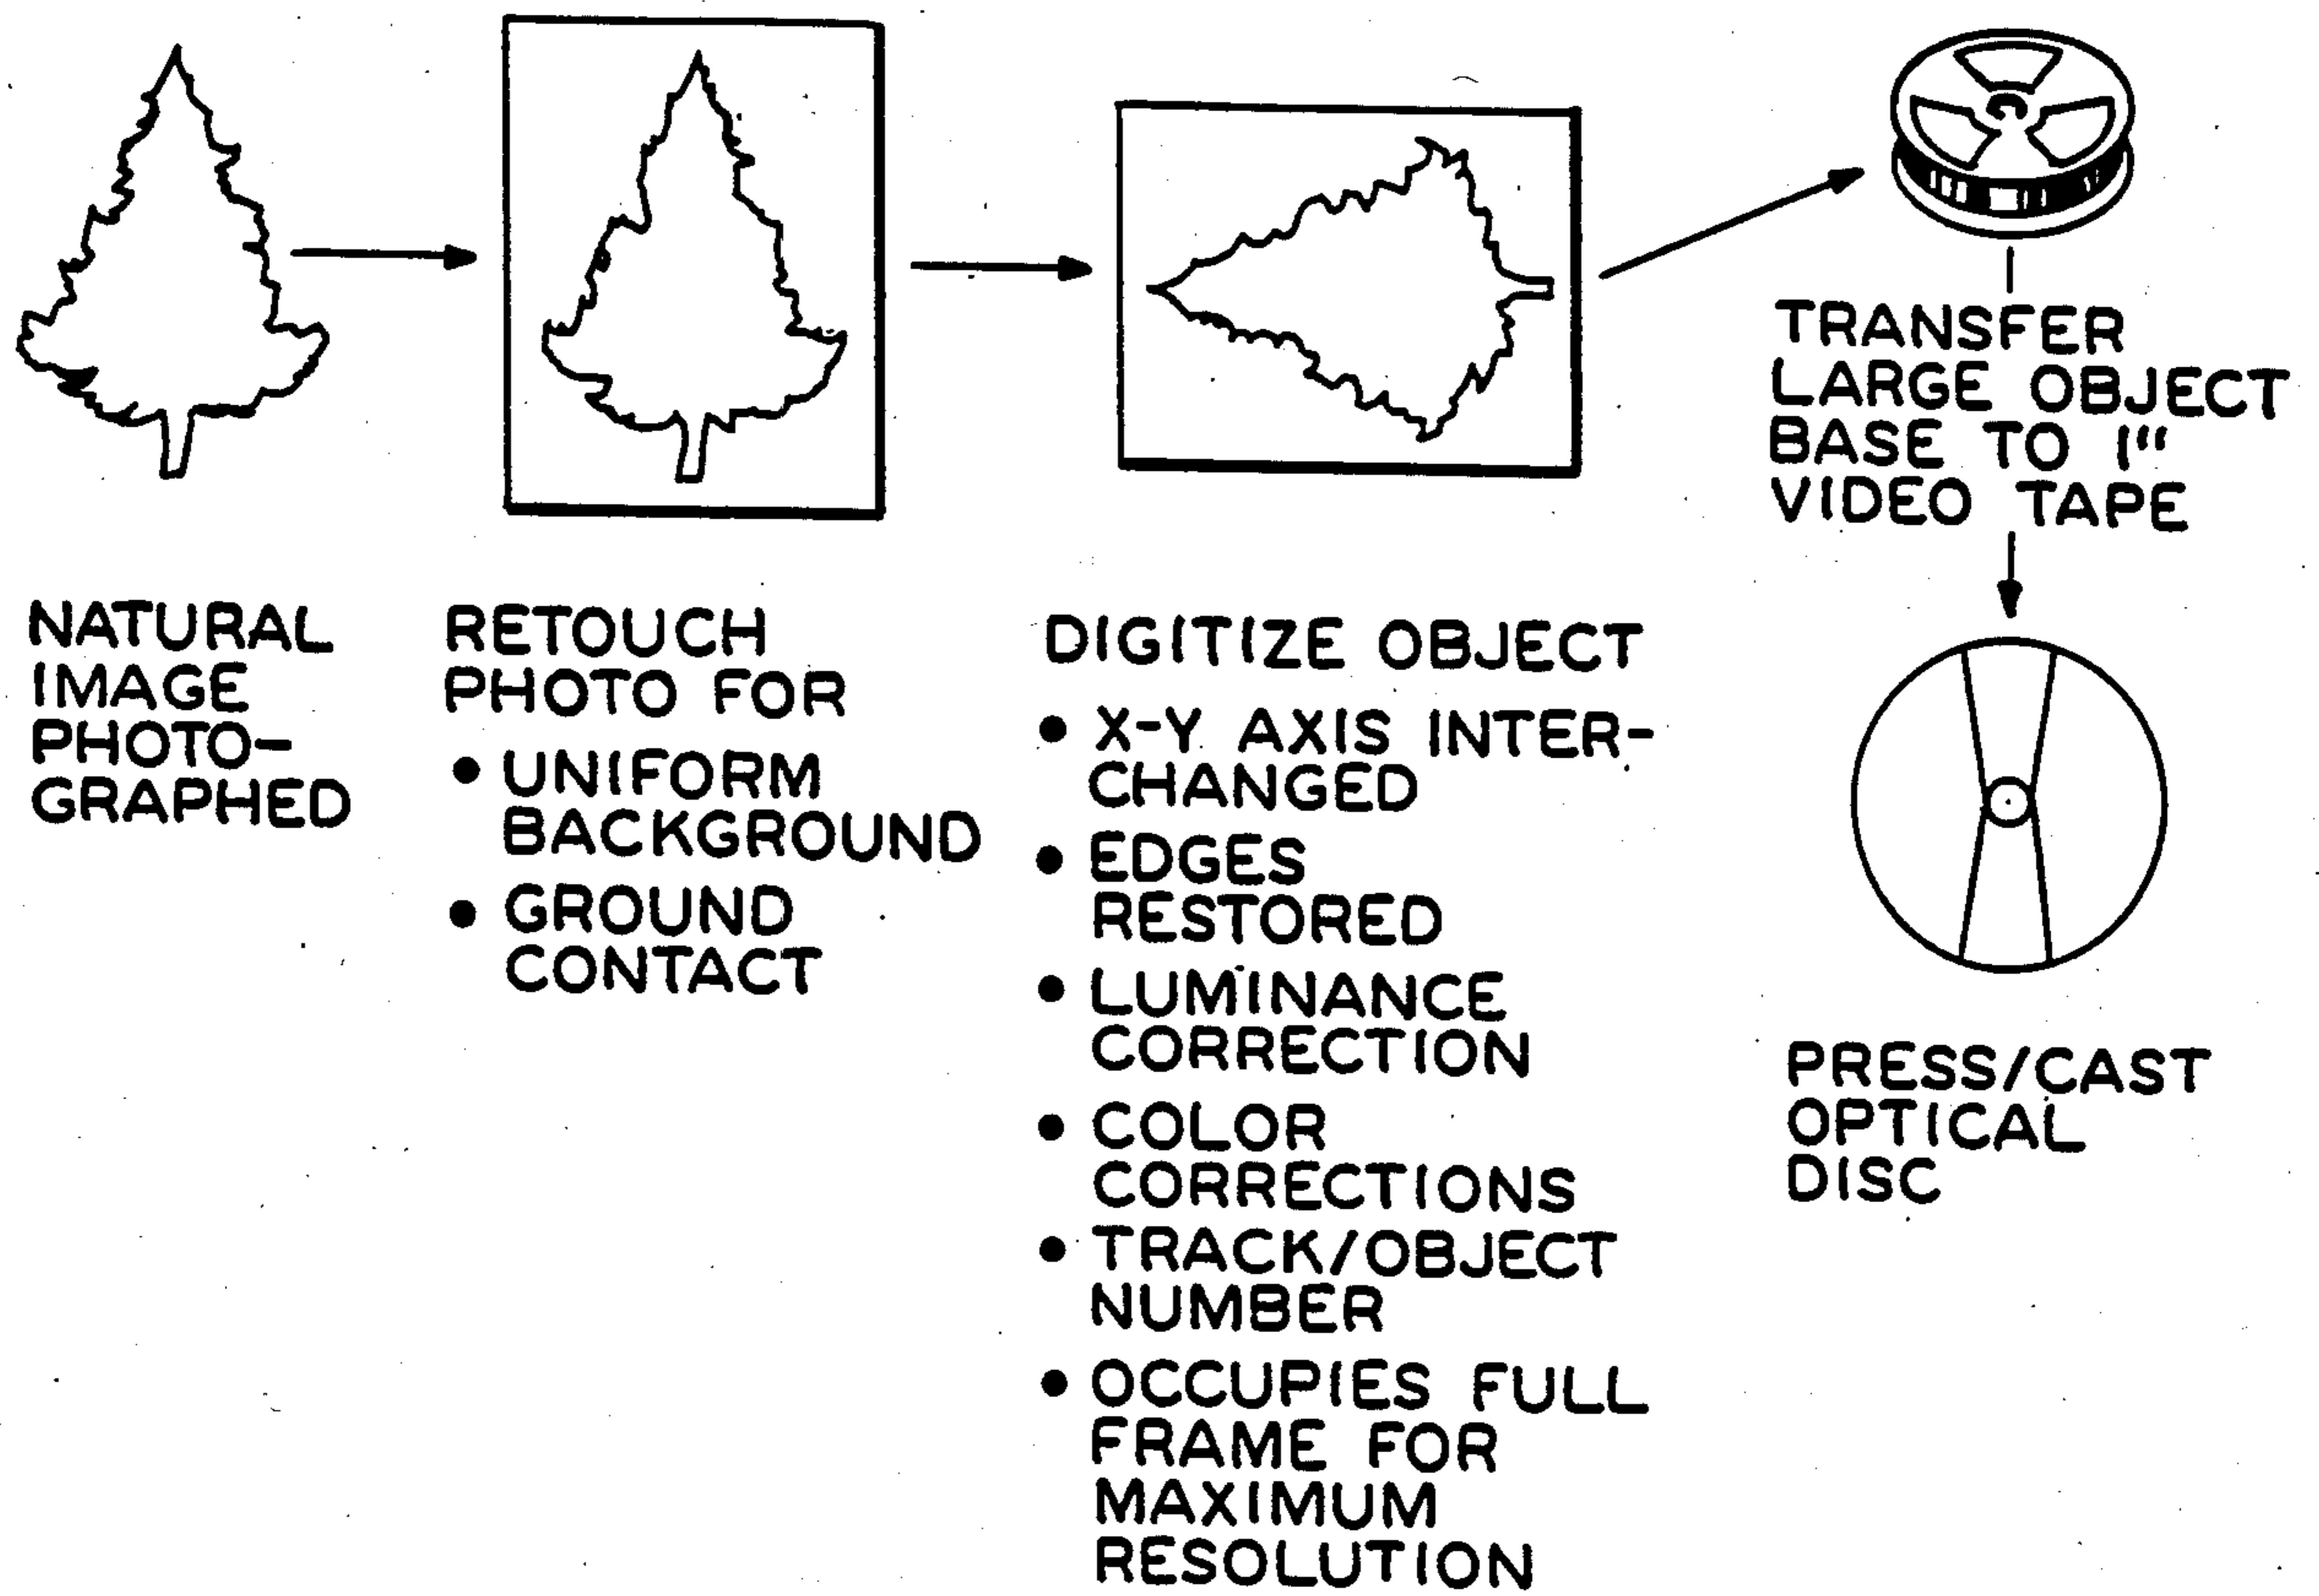 NATURAL
IMAGE
PHOTO-
GRAPHED
RETOUCH
PHOTO FOR
• UNIFORM
BACKGROUND
• GROUND
CONTACT
DIGITIZE OBJECT
• X-Y AXIS INTER-
CHANGED
• EDGES
RESTORED
• LUMINANCE
CORRECTION
• COLOR
CORRECTIONS
• TRACK/OBJECT
NUMBER
• OCCUPIES FULL
FRAME FOR
MAXIMUM
RESOLUTION
TRANSFER
LARGE OBJECT
BASE TO 1"
VIDEO TAPE
PRESS/CAST
OPTICAL
DISC